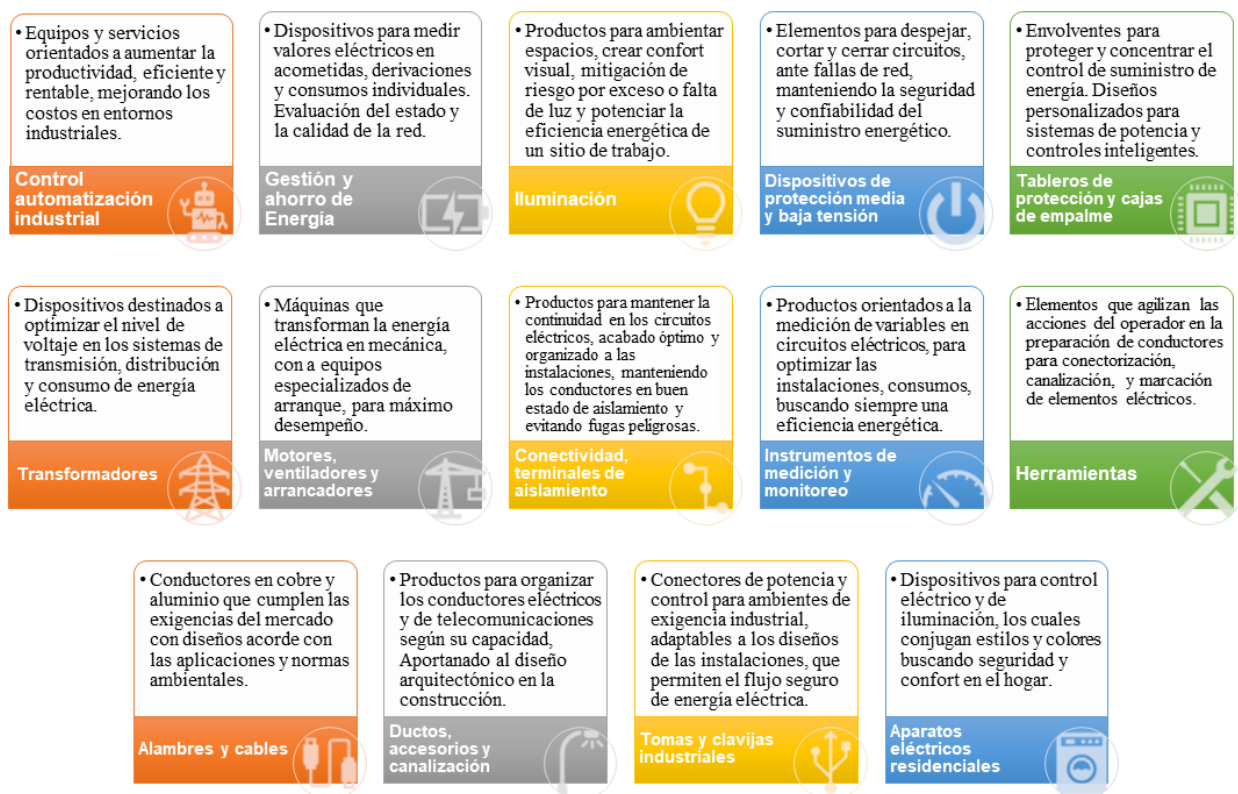 • Equipos y servicios
orientados a aumentar la
productividad, eficiente y
rentable, mejorando los
costos en entornos
industriales.
Control
automatización
industrial
• Dispositivos para medir
valores eléctricos en
acometidas, derivaciones
y consumos individuales.
Evaluación del estado y
la calidad de la red.
Gestión y
ahorro de
Energía
• Productos para ambientar
espacios, crear confort
visual, mitigación de
riesgo por exceso o falta
de luz y potenciar la
eficiencia energética de
un sitio de trabajo.
Iluminación
• Elementos para despejar,
cortar y cerrar circuitos,
ante fallas de red,
manteniendo la seguridad
y confiabilidad del
suministro energético.
Dispositivos de
protección media
y baja tensión
• Envolventes para
proteger y concentrar el
control de suministro de
energía. Diseños
personalizados para
sistemas de potencia y
controles inteligentes.
Tableros de
protección y cajas
de empalme
• Dispositivos destinados a
optimizar el nivel de
voltaje en los sistemas de
transmisión, distribución
y consumo de energía
eléctrica.
Transformadores
• Máquinas que
transforman la energía
eléctrica en mecánica,
con a equipos
especializados de
arranque, para máximo
desempeño.
Motores,
ventiladores y
arrancadores
• Productos para mantener la
continuidad en los circuitos
eléctricos, acabado óptimo y
organizado a las
instalaciones, manteniendo
los conductores en buen
estado de aislamiento y
evitando fugas peligrosas.
Conectividad,
terminales de
aislamiento
• Productos orientados a la
medición de variables en
circuitos eléctricos, para
optimizar las
instalaciones, consumos,
buscando siempre una
eficiencia energética.
Instrumentos de
medición y
monitoreo
• Elementos que agilizan las
acciones del operador en la
preparación de conductores
para conectorización,
canalización, y marcación
de elementos eléctricos.
Herramientas
• Conductores en cobre y
aluminio que cumplen las
exigencias del mercado
con diseños acorde con
las aplicaciones y normas
ambientales.
Alambres y cables
• Productos para organizar
los conductores eléctricos
y de telecomunicaciones
según su capacidad,
Aportanado al diseño
arquitectónico en la
construcción.
Ductos,
accesorios y
canalización
• Conectores de potencia y
control para ambientes de
exigencia industrial,
adaptables a los diseños
de las instalaciones, que
permiten el flujo seguro
de energía eléctrica.
Tomas y clavijas
industriales
• Dispositivos para control
eléctrico y de
iluminación, los cuales
conjugan estilos y colores
buscando seguridad y
confort en el hogar.
Aparatos
eléctricos
residenciales